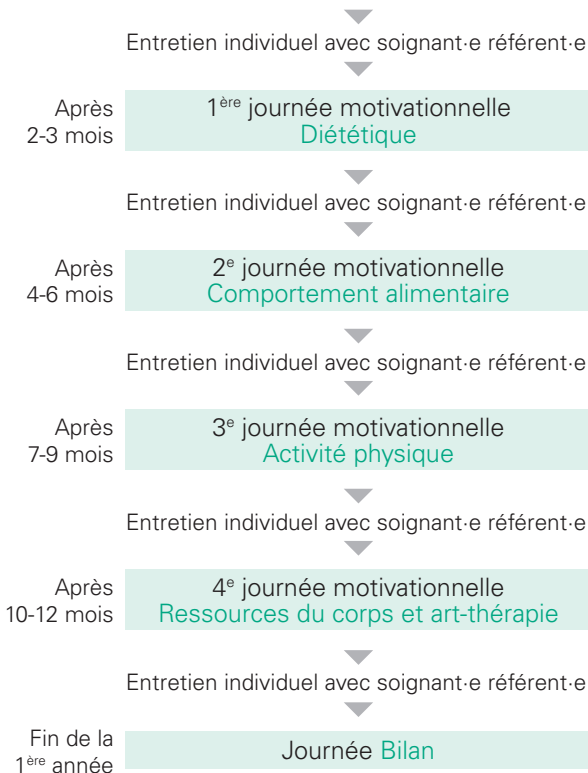 Entretien individuel avec soignant·e référent·e
Après
2-3 mois
1ère journée motivationnelle
Diététique
Entretien individuel avec soignant·e référent·e
Après
4-6 mois
2e journée motivationnelle
Comportement alimentaire
Entretien individuel avec soignant·e référent·e
Après
7-9 mois
3e journée motivationnelle
Activité physique
Entretien individuel avec soignant·e référent·e
Après
10-12 mois
4e journée motivationnelle
Ressources du corps et art-thérapie
Entretien individuel avec soignant·e référent·e
Fin de la
1ère année
Journée Bilan